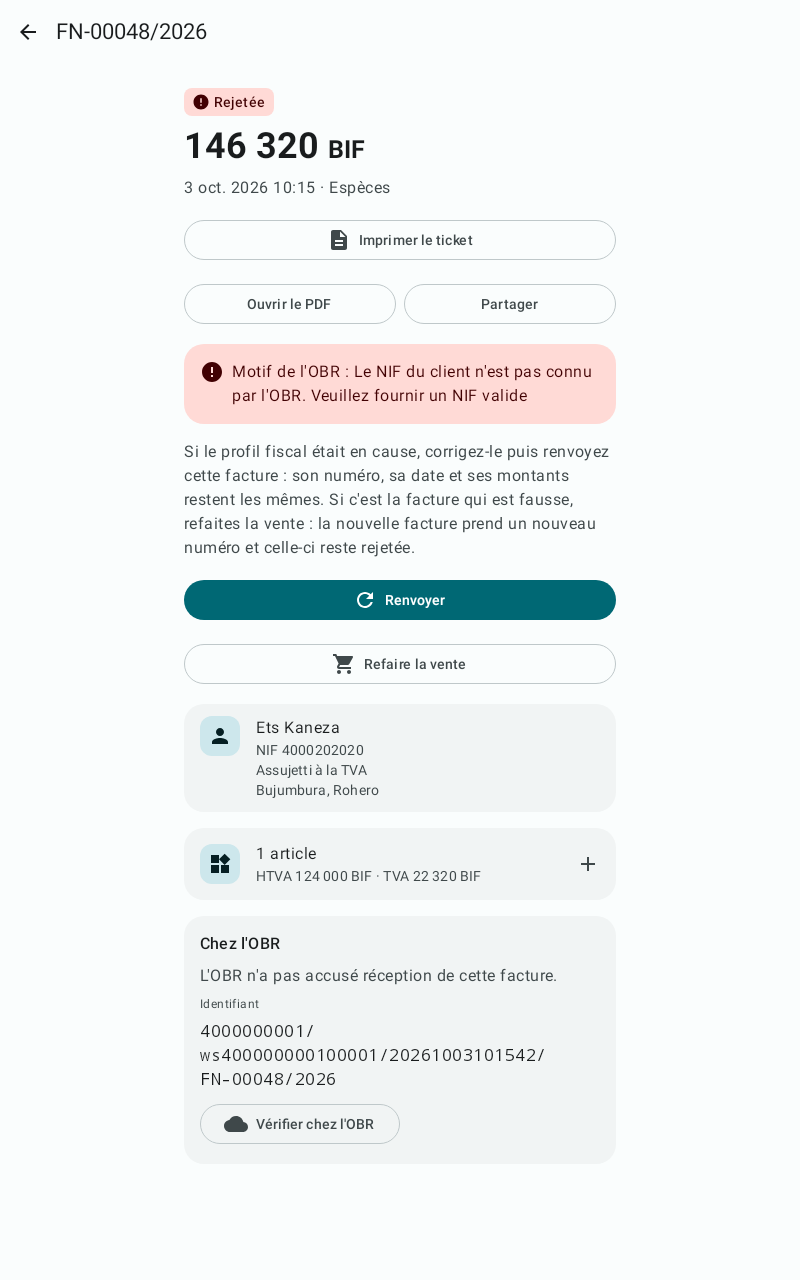 FN-00048/2026
Rejetée
146 320 BIF
3 oct. 2026 10:15 · Espèces
Imprimer le ticket
Ouvrir le PDF
Partager
Motif de l'OBR : Le NIF du client n'est pas connu
par l'OBR. Veuillez fournir un NIF valide
Si le profil fiscal était en cause, corrigez-le puis renvoyez
cette facture : son numéro, sa date et ses montants
restent les mêmes. Si c'est la facture qui est fausse,
refaites la vente : la nouvelle facture prend un nouveau
numéro et celle-ci reste rejetée.
Renvoyer
Refaire la vente
Ets Kaneza
NIF 4000202020
Assujetti à la TVA
Bujumbura, Rohero
1 article
HTVA 124 000 BIF · TVA 22 320 BIF
Chez l'OBR
L'OBR n'a pas accusé réception de cette facture.
Identifiant
4000000001/
ws400000000100001/20261003101542/
FN-00048/2026
Vérifier chez l'OBR